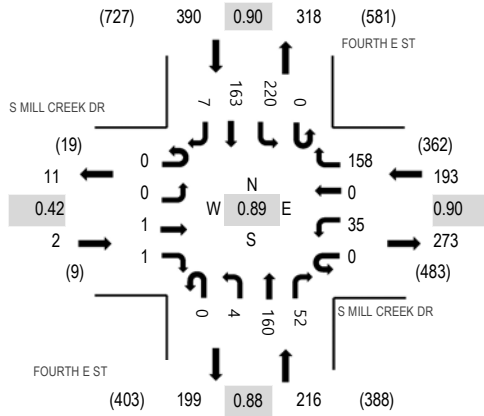 (727) 390 0.90 318 (581)
FOURTH E ST
S MILL CREEK DR
7 163 220 0
(19) 0 158 (362)
11 0 N 0 193
0.42 W 0.89 E 0.90
2 1 S 35 273
(9) 1 0 (483)
0 4 160 52
S MILL CREEK DR
FOURTH E ST
(403) 199 0.88 216 (388)